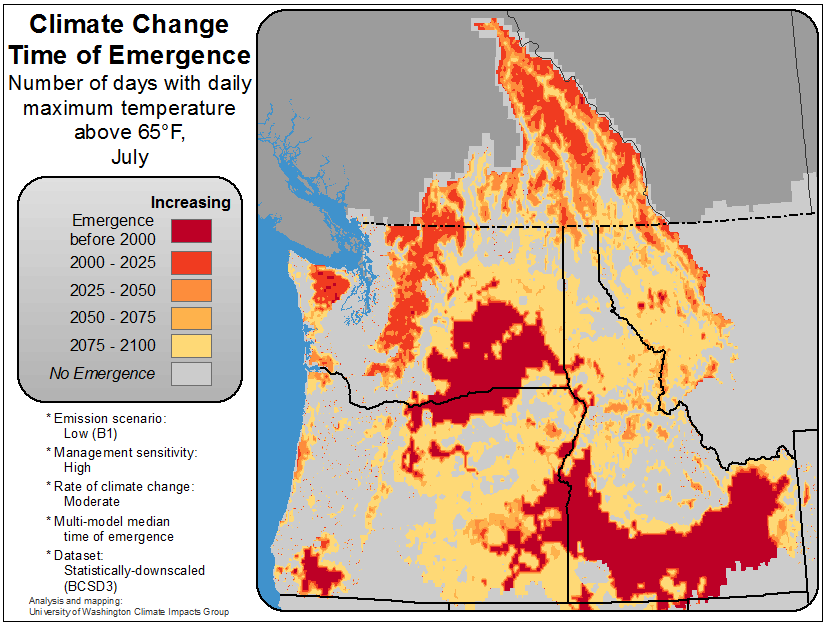 Climate Change
Time of Emergence
Number of days with daily
maximum temperature
above 65°F,
July
Increasing
Emergence
before 2000
2000 - 2025
2025 - 2050
2050 - 2075
2075 - 2100
No Emergence
* Emission scenario:
Low (B1)
* Management sensitivity:
High
* Rate of climate change:
Moderate
* Multi-model median
time of emergence
* Dataset:
Statistically-downscaled
(BCSD3)
Analysis and mapping:
University of Washington Climate Impacts Group